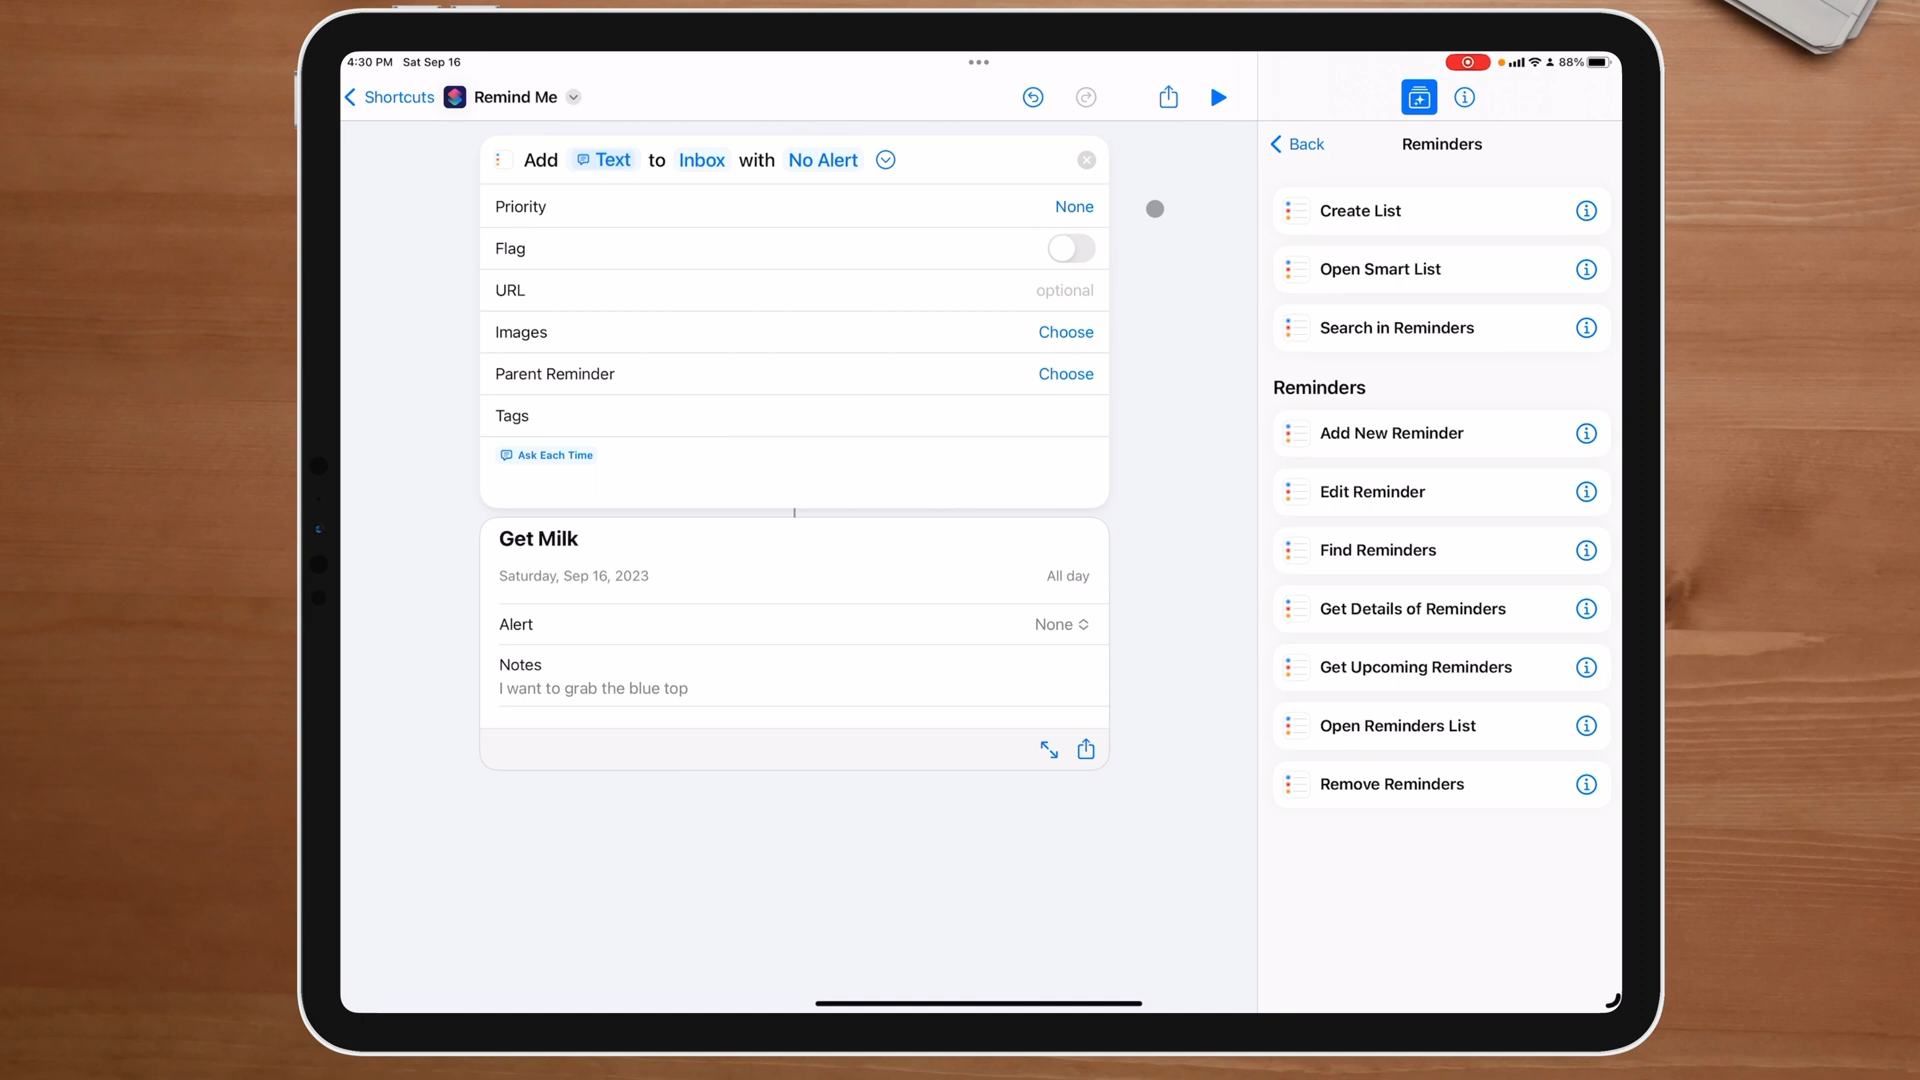 4:30 PM Sat Sep 16
88%
Shortcuts Remind Me
Add Text to Inbox with No Alert
Priority None
Flag
URL optional
Images Choose
Parent Reminder Choose
Tags
Ask Each Time
Get Milk
Saturday, Sep 16, 2023 All day
Alert None
Notes
I want to grab the blue top
Back Reminders
Create List
Open Smart List
Search in Reminders
Reminders
Add New Reminder
Edit Reminder
Find Reminders
Get Details of Reminders
Get Upcoming Reminders
Open Reminders List
Remove Reminders